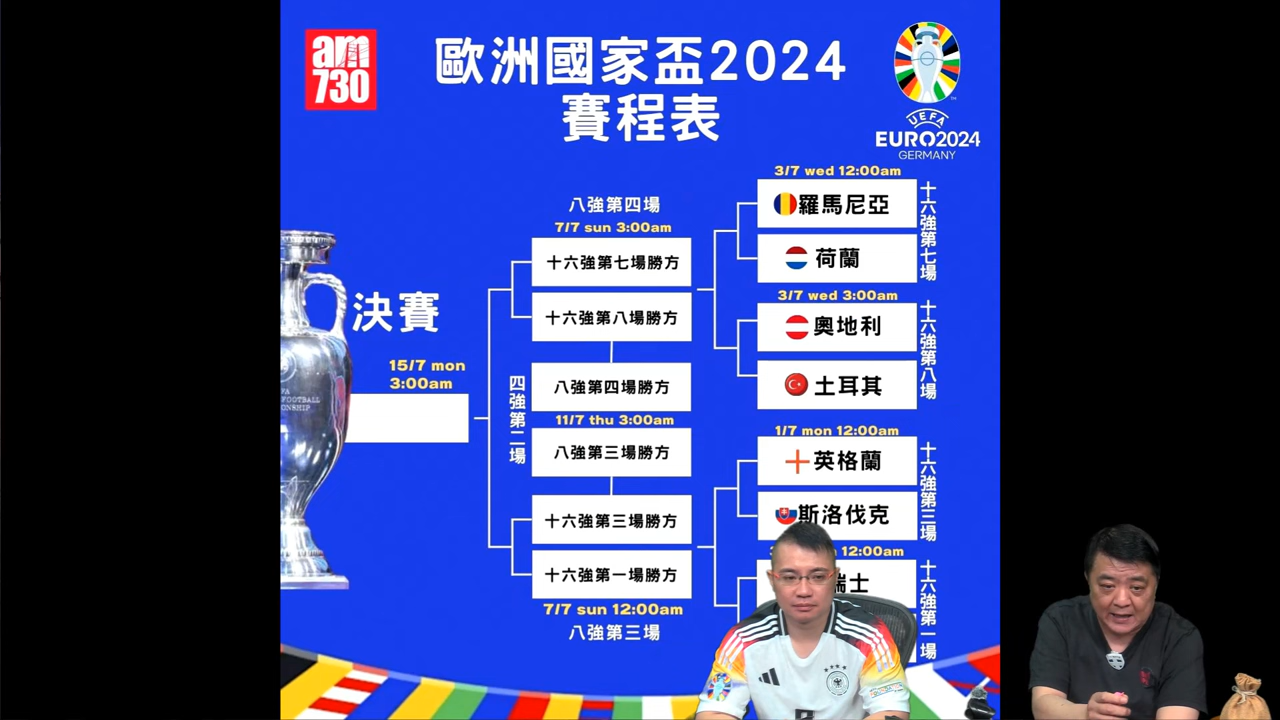 am
730
歐洲國家盃2024
賽程表
UEFA
EURO2024
GERMANY
決賽
15/7 mon
3:00am
八強第四場
7/7 sun 3:00am
十六強第七場勝方
十六強第八場勝方
四強第二場
八強第四場勝方
11/7 thu 3:00am
八強第三場勝方
十六強第三場勝方
十六強第一場勝方
7/7 sun 12:00am
八強第三場
3/7 wed 12:00am
羅馬尼亞
荷蘭
十六強第七場
3/7 wed 3:00am
奧地利
土耳其
十六強第八場
1/7 mon 12:00am
英格蘭
斯洛伐克
十六強第三場
12:00am
瑞士
十六強第一場
FOOTBALL